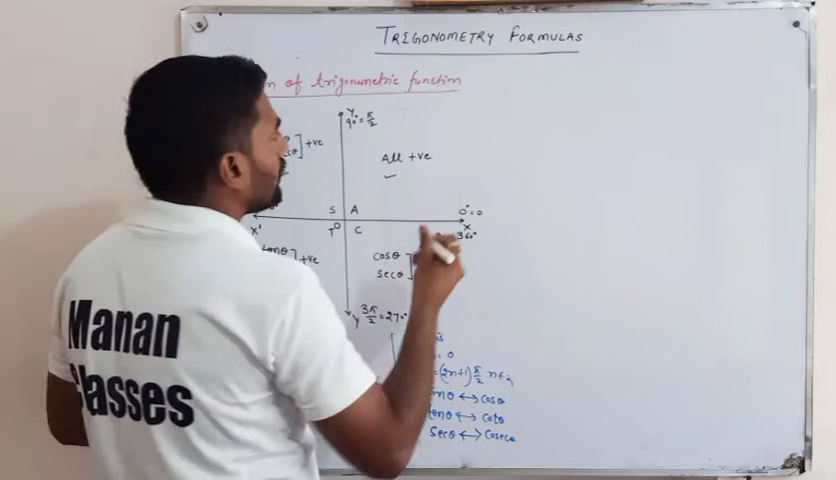 TRIGONOMETRY FORMULAS
of trigonometric function
Y
90° = π/2
] +ve
All +ve
S A
0° = 0
X'
T O C
X
360°
tanθ ] +ve
cosθ
secθ
3π/2 = 270°
= 0
(2n+1) π/2
↔ cosθ
tanθ ↔ cotθ
secθ ↔ cosecθ
Manan
Classes